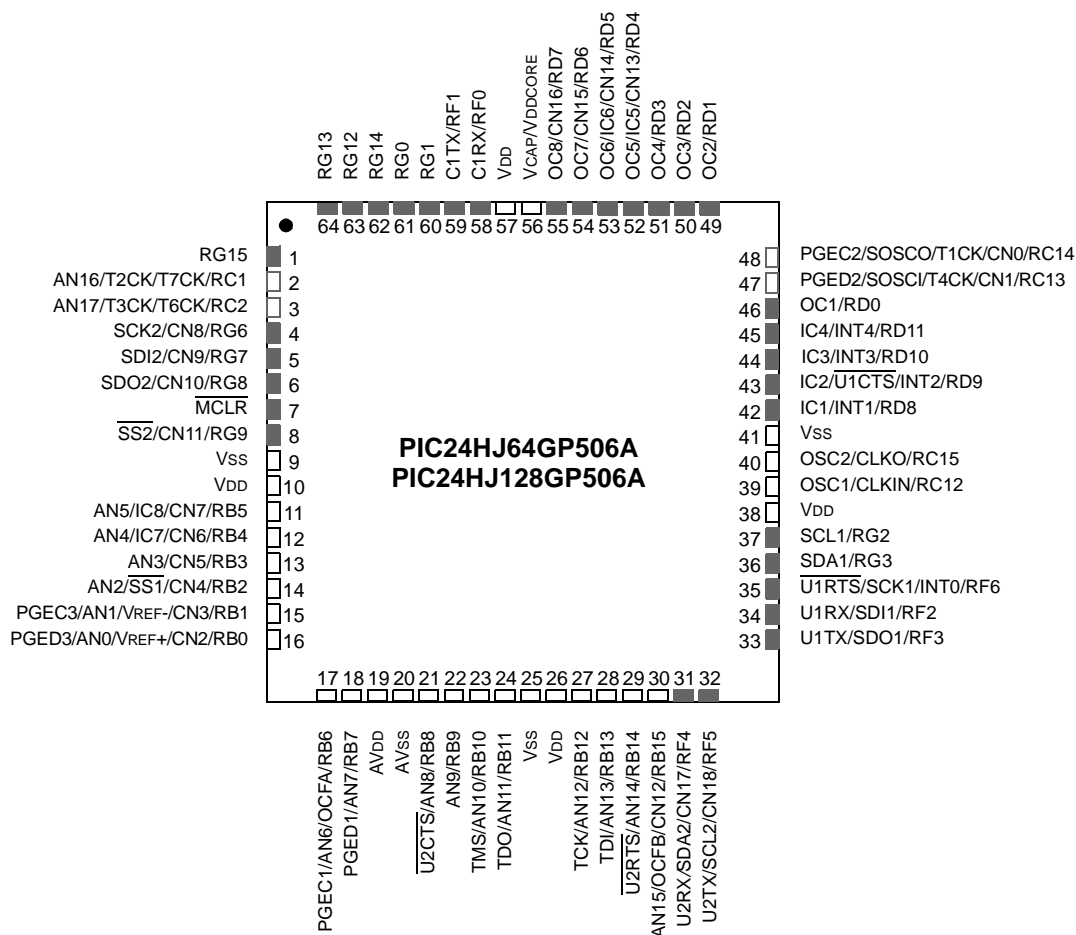 RG13
RG12
RG14
RG0
RG1
C1TX/RF1
C1RX/RF0
VDD
VCAP/VDDCORE
OC8/CN16/RD7
OC7/CN15/RD6
OC6/IC6/CN14/RD5
OC5/IC5/CN13/RD4
OC4/RD3
OC3/RD2
OC2/RD1
64 63 62 61 60 59 58 57 56 55 54 53 52 51 50 49
RG15 1
AN16/T2CK/T7CK/RC1 2
AN17/T3CK/T6CK/RC2 3
SCK2/CN8/RG6 4
SDI2/CN9/RG7 5
SDO2/CN10/RG8 6
MCLR 7
SS2/CN11/RG9 8
VSS 9
VDD 10
AN5/IC8/CN7/RB5 11
AN4/IC7/CN6/RB4 12
AN3/CN5/RB3 13
AN2/SS1/CN4/RB2 14
PGEC3/AN1/VREF-/CN3/RB1 15
PGED3/AN0/VREF+/CN2/RB0 16
PIC24HJ64GP506A
PIC24HJ128GP506A
48 PGEC2/SOSCO/T1CK/CN0/RC14
47 PGED2/SOSCI/T4CK/CN1/RC13
46 OC1/RD0
45 IC4/INT4/RD11
44 IC3/INT3/RD10
43 IC2/U1CTS/INT2/RD9
42 IC1/INT1/RD8
41 VSS
40 OSC2/CLKO/RC15
39 OSC1/CLKIN/RC12
38 VDD
37 SCL1/RG2
36 SDA1/RG3
35 U1RTS/SCK1/INT0/RF6
34 U1RX/SDI1/RF2
33 U1TX/SDO1/RF3
17 18 19 20 21 22 23 24 25 26 27 28 29 30 31 32
PGEC1/AN6/OCFA/RB6
PGED1/AN7/RB7
AVDD
AVSS
U2CTS/AN8/RB8
AN9/RB9
TMS/AN10/RB10
TDO/AN11/RB11
VSS
VDD
TCK/AN12/RB12
TDI/AN13/RB13
U2RTS/AN14/RB14
AN15/OCFB/CN12/RB15
U2RX/SDA2/CN17/RF4
U2TX/SCL2/CN18/RF5